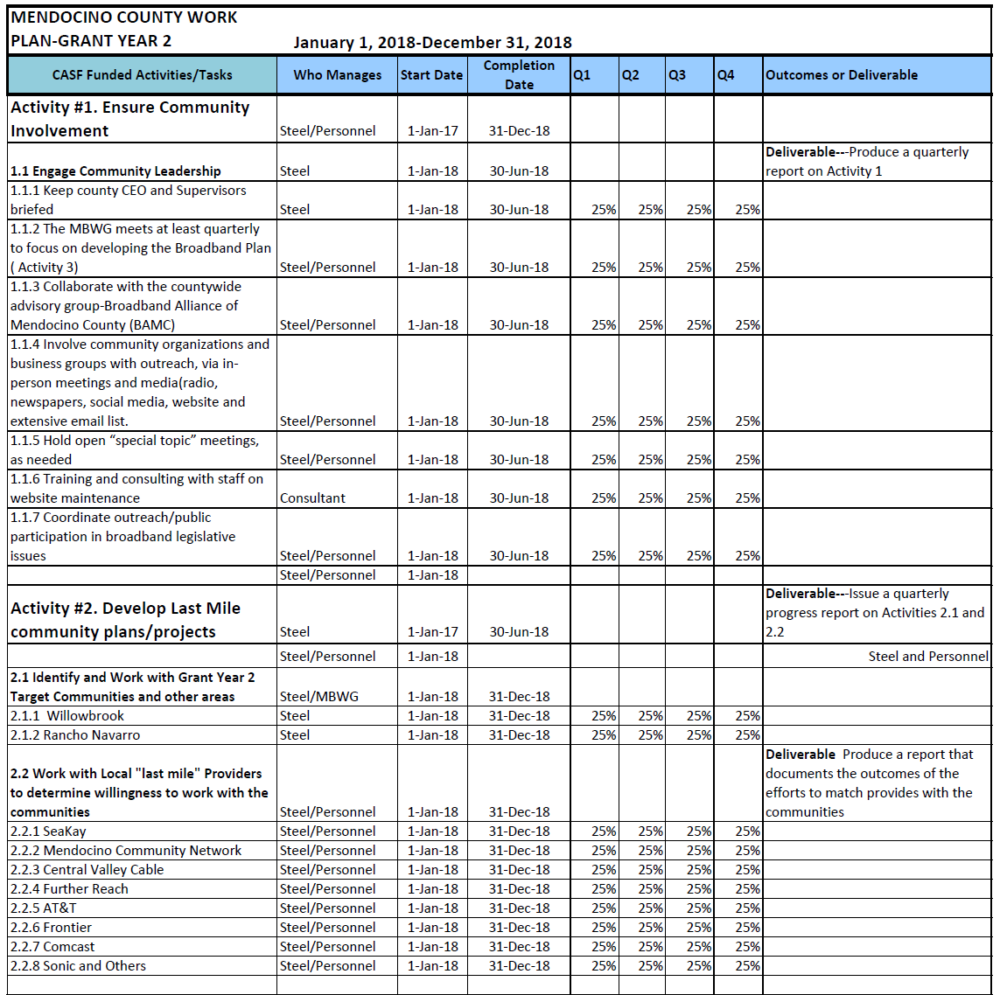 MENDOCINO COUNTY WORK
PLAN-GRANT YEAR 2 January 1, 2018-December 31, 2018
CASF Funded Activities/Tasks Who Manages Start Date Completion Date Q1 Q2 Q3 Q4 Outcomes or Deliverable
Activity #1. Ensure Community
Involvement Steel/Personnel 1-Jan-17 31-Dec-18
Deliverable---Produce a quarterly
1.1 Engage Community Leadership Steel 1-Jan-18 30-Jun-18 report on Activity 1
1.1.1 Keep county CEO and Supervisors
briefed Steel 1-Jan-18 30-Jun-18 25% 25% 25% 25%
1.1.2 The MBWG meets at least quarterly
to focus on developing the Broadband Plan
( Activity 3) Steel/Personnel 1-Jan-18 30-Jun-18 25% 25% 25% 25%
1.1.3 Collaborate with the countywide
advisory group-Broadband Alliance of
Mendocino County (BAMC) Steel/Personnel 1-Jan-18 30-Jun-18 25% 25% 25% 25%
1.1.4 Involve community organizations and
business groups with outreach, via in-
person meetings and media(radio,
newspapers, social media, website and
extensive email list. Steel/Personnel 1-Jan-18 30-Jun-18 25% 25% 25% 25%
1.1.5 Hold open “special topic” meetings,
as needed Steel/Personnel 1-Jan-18 30-Jun-18 25% 25% 25% 25%
1.1.6 Training and consulting with staff on
website maintenance Consultant 1-Jan-18 30-Jun-18 25% 25% 25% 25%
1.1.7 Coordinate outreach/public
participation in broadband legislative
issues Steel/Personnel 1-Jan-18 30-Jun-18 25% 25% 25% 25%
Steel/Personnel 1-Jan-18
Deliverable---Issue a quarterly
Activity #2. Develop Last Mile progress report on Activities 2.1 and
community plans/projects Steel 1-Jan-17 30-Jun-18 2.2
Steel/Personnel 1-Jan-18 Steel and Personnel
2.1 Identify and Work with Grant Year 2
Target Communities and other areas Steel/MBWG 1-Jan-18 31-Dec-18
2.1.1 Willowbrook Steel 1-Jan-18 31-Dec-18 25% 25% 25% 25%
2.1.2 Rancho Navarro Steel 1-Jan-18 31-Dec-18 25% 25% 25% 25%
Deliverable Produce a report that
2.2 Work with Local "last mile" Providers documents the outcomes of the
to determine willingness to work with the efforts to match provides with the
communities Steel/Personnel 1-Jan-18 31-Dec-18 communities
2.2.1 SeaKay Steel/Personnel 1-Jan-18 31-Dec-18 25% 25% 25% 25%
2.2.2 Mendocino Community Network Steel/Personnel 1-Jan-18 31-Dec-18 25% 25% 25% 25%
2.2.3 Central Valley Cable Steel/Personnel 1-Jan-18 31-Dec-18 25% 25% 25% 25%
2.2.4 Further Reach Steel/Personnel 1-Jan-18 31-Dec-18 25% 25% 25% 25%
2.2.5 AT&T Steel/Personnel 1-Jan-18 31-Dec-18 25% 25% 25% 25%
2.2.6 Frontier Steel/Personnel 1-Jan-18 31-Dec-18 25% 25% 25% 25%
2.2.7 Comcast Steel/Personnel 1-Jan-18 31-Dec-18 25% 25% 25% 25%
2.2.8 Sonic and Others Steel/Personnel 1-Jan-18 31-Dec-18 25% 25% 25% 25%